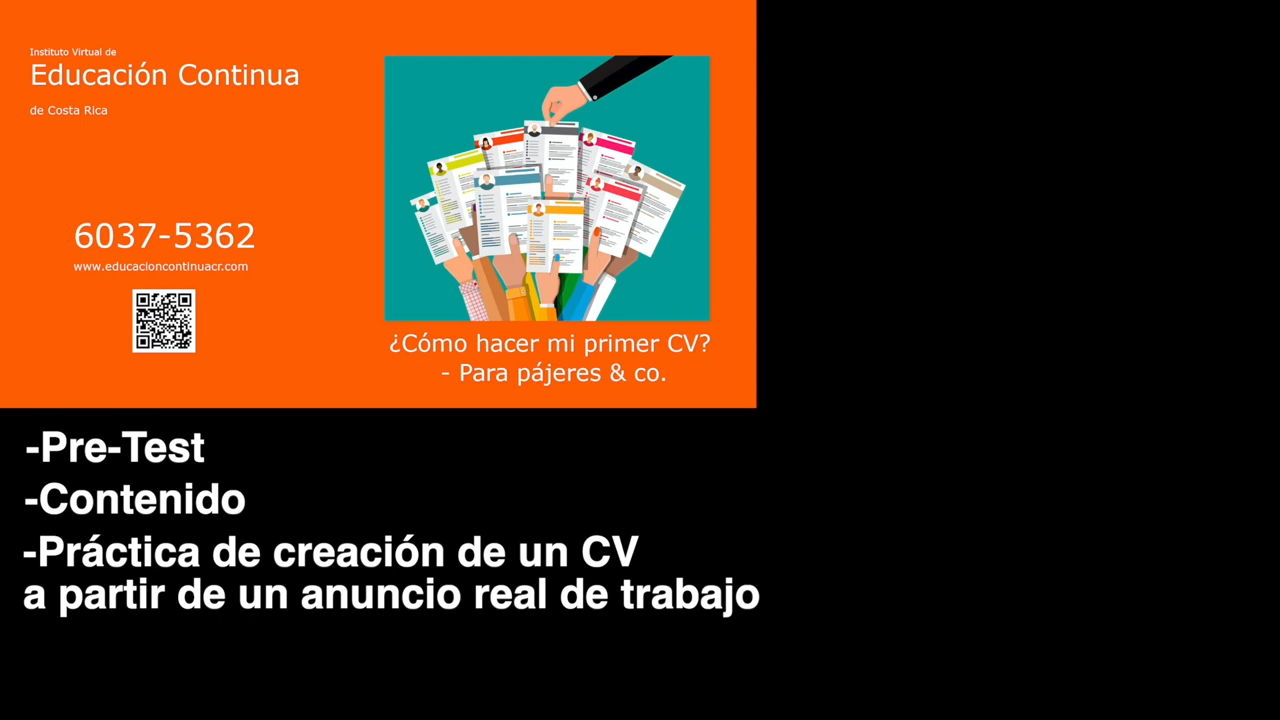 Instituto Virtual de
Educación Continua
de Costa Rica
6037-5362
www.educacioncontinuacr.com
¿Cómo hacer mi primer CV?
- Para pájeres & co.
-Pre-Test
-Contenido
-Práctica de creación de un CV
a partir de un anuncio real de trabajo